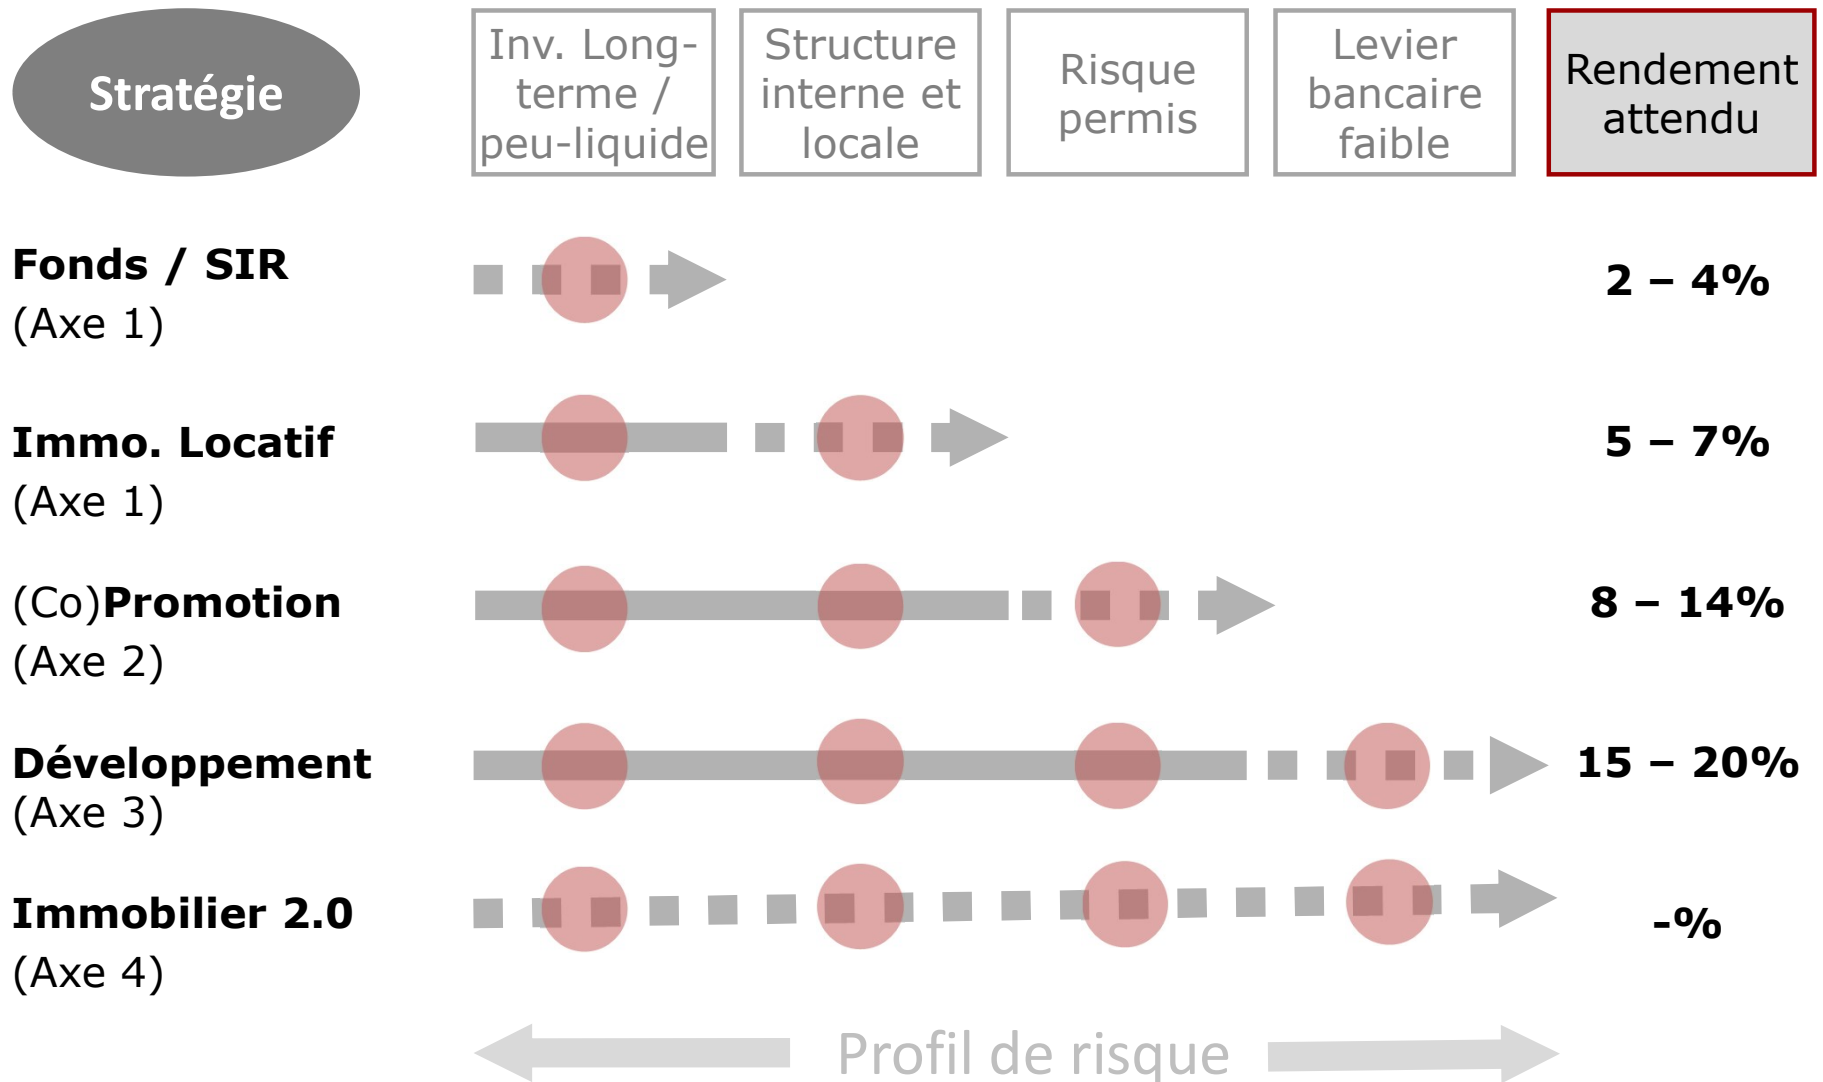 Stratégie
Inv. Long-
terme /
peu-liquide
Structure
interne et
locale
Risque
permis
Levier
bancaire
faible
Rendement
attendu
Fonds / SIR
(Axe 1)
2 – 4%
Immo. Locatif
(Axe 1)
5 – 7%
(Co)Promotion
(Axe 2)
8 – 14%
Développement
(Axe 3)
15 – 20%
Immobilier 2.0
(Axe 4)
-%
Profil de risque